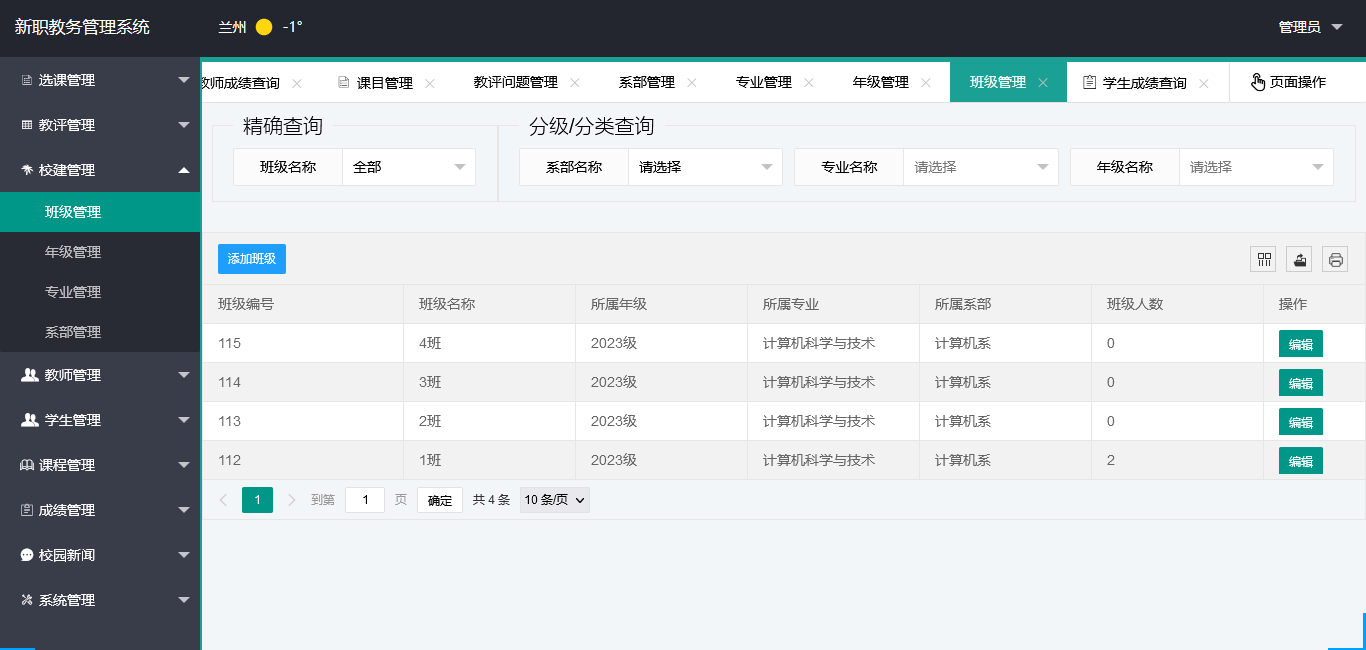 新职教务管理系统
兰州 -1°
管理员
选课管理
教评管理
校建管理
班级管理
年级管理
专业管理
系部管理
教师管理
学生管理
课程管理
成绩管理
校园新闻
系统管理
教师成绩查询 课目管理 教评问题管理 系部管理 专业管理 年级管理 班级管理 学生成绩查询 页面操作
精确查询 分级/分类查询
班级名称 全部 系部名称 请选择 专业名称 请选择 年级名称 请选择
添加班级
班级编号 班级名称 所属年级 所属专业 所属系部 班级人数 操作
115 4班 2023级 计算机科学与技术 计算机系 0 编辑
114 3班 2023级 计算机科学与技术 计算机系 0 编辑
113 2班 2023级 计算机科学与技术 计算机系 0 编辑
112 1班 2023级 计算机科学与技术 计算机系 2 编辑
1 到第 1 页 确定 共 4 条 10 条/页